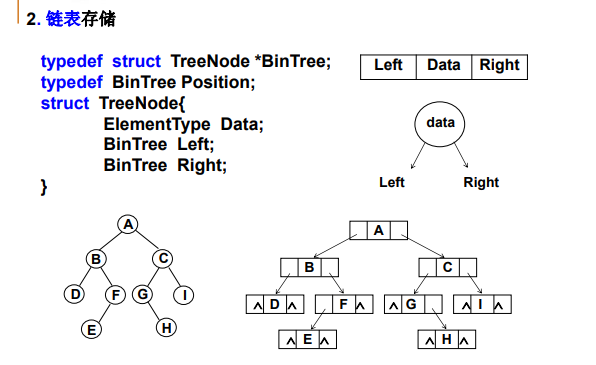 2. 链表存储
typedef struct TreeNode *BinTree;
typedef BinTree Position;
struct TreeNode{
ElementType Data;
BinTree Left;
BinTree Right;
}
Left Data Right
data
Left Right
A
B C
D F G I
E H
A
B C
∧ D ∧ F ∧ ∧ G ∧ I ∧
∧ E ∧ ∧ H ∧